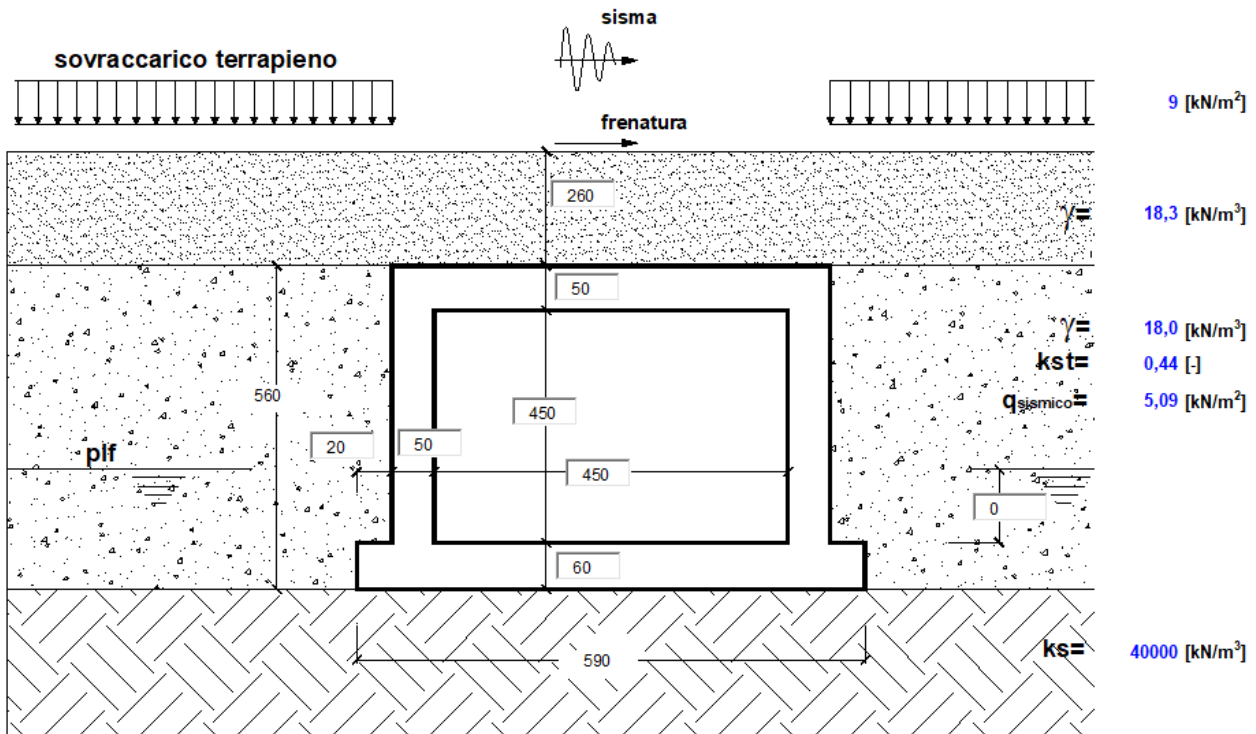 sisma
sovraccarico terrapieno
9 [kN/m²]
frenatura
260
γ= 18,3 [kN/m³]
50
γ= 18,0 [kN/m³]
kst= 0,44 [-]
560
qsismico= 5,09 [kN/m²]
450
20
50
plf
450
0
60
590
ks= 40000 [kN/m³]